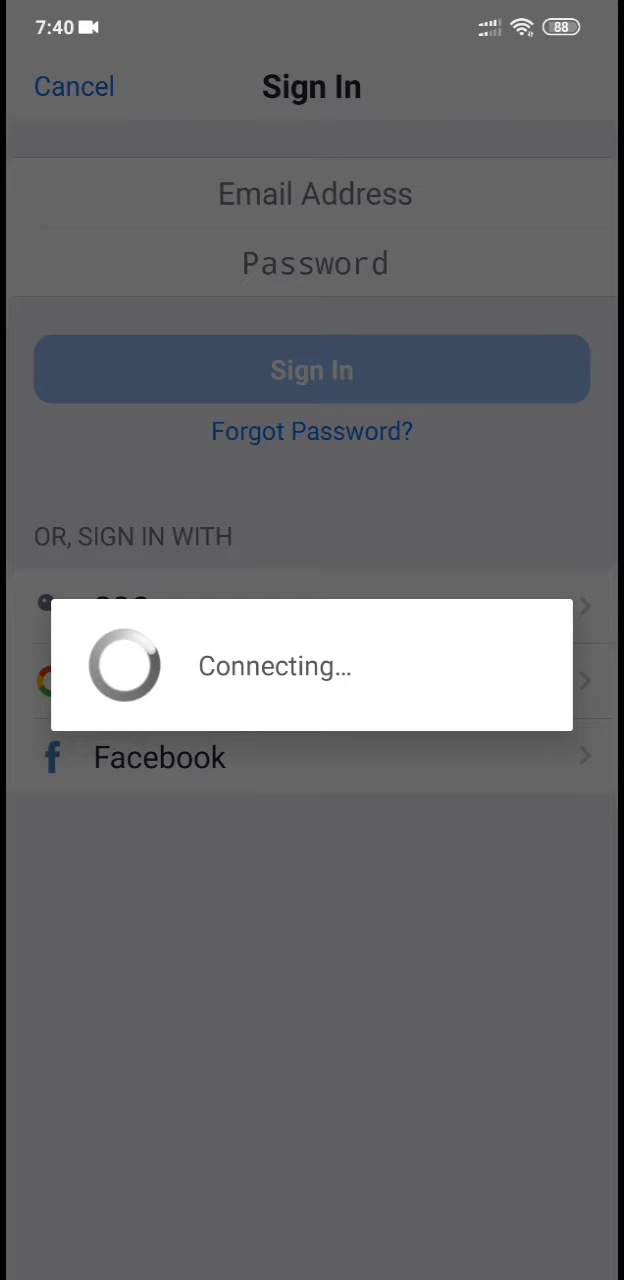 7:40 88
Cancel Sign In
Email Address
Password
Sign In
Forgot Password?
OR, SIGN IN WITH
Connecting...
Facebook